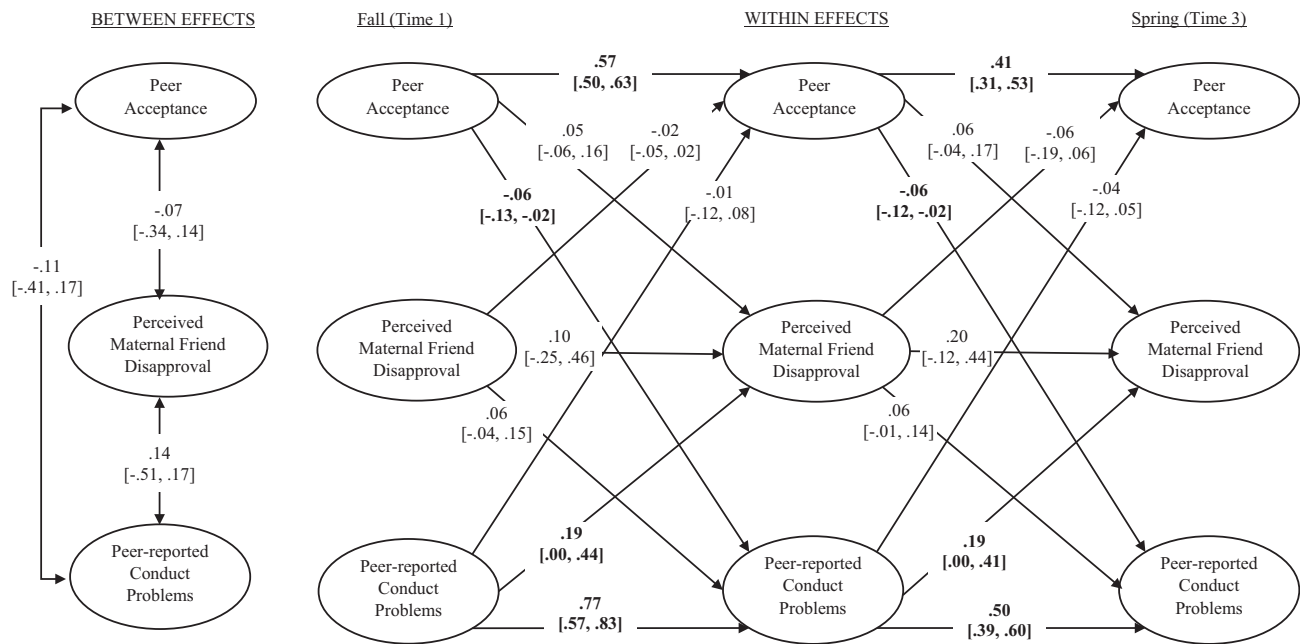 BETWEEN EFFECTS
Fall (Time 1)
WITHIN EFFECTS
Spring (Time 3)
Peer
Acceptance
-.07
[-.34, .14]
-.11
[-.41, .17]
Perceived
Maternal Friend
Disapproval
.14
[-.51, .17]
Peer-reported
Conduct
Problems
Peer
Acceptance
.57
[.50, .63]
Peer
Acceptance
.41
[.31, .53]
Peer
Acceptance
.05
[-.06, .16]
-.02
[-.05, .02]
.06
[-.04, .17]
-.06
[-.19, .06]
-.06
[-.13, -.02]
-.01
[-.12, .08]
-.06
[-.12, -.02]
-.04
[-.12, .05]
Perceived
Maternal Friend
Disapproval
.10
[-.25, .46]
Perceived
Maternal Friend
Disapproval
.20
[-.12, .44]
Perceived
Maternal Friend
Disapproval
.06
[-.04, .15]
.06
[-.01, .14]
.19
[.00, .44]
.19
[.00, .41]
Peer-reported
Conduct
Problems
.77
[.57, .83]
Peer-reported
Conduct
Problems
.50
[.39, .60]
Peer-reported
Conduct
Problems